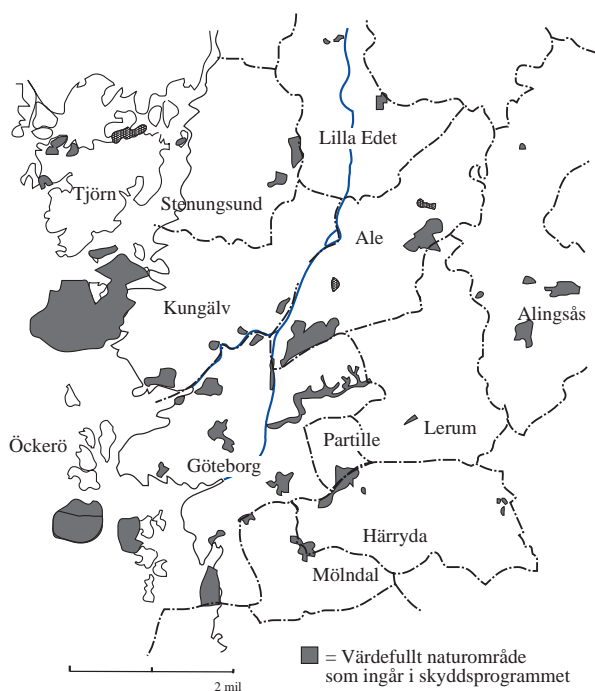 Lilla Edet
Tjörn
Stenungsund
Ale
Kungälv
Alingsås
Öckerö
Partille
Lerum
Göteborg
Härryda
Mölndal
= Värdefullt naturområde
som ingår i skyddsprogrammet
2 mil